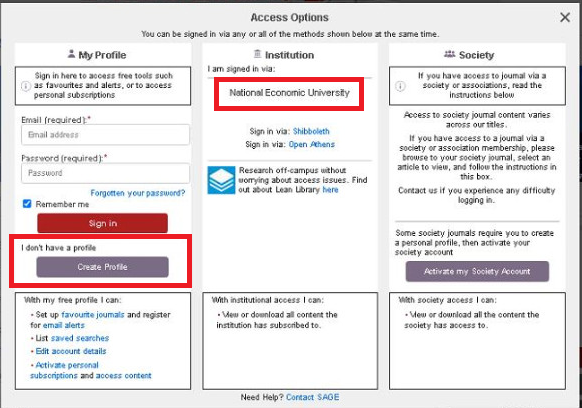 Access Options
You can be signed in via any or all of the methods shown below at the same time.
My Profile
Sign in here to access free tools such
as favourites and alerts, or to access
personal subscriptions
Email (required):*
Email address
Password (required):*
Password
Forgotten your password?
Remember me
Sign in
I don't have a profile
Create Profile
With my free profile I can:
• Set up favourite journals and register
for email alerts
• List saved searches
• Edit account details
• Activate personal
subscriptions and access content
Institution
I am signed in via:
National Economic University
Sign in via: Shibboleth
Sign in via: Open Athens
Research off-campus without
worrying about access issues. Find
out about Lean Library here
With institutional access I can:
• View or download all content the
institution has subscribed to.
Society
If you have access to journal via a
society or associations, read the
instructions below
Access to society journal content varies
across our titles.
If you have access to a journal via a
society or association membership, please
browse to your society journal, select an
article to view, and follow the instructions in
this box.
Contact us if you experience any difficulty
logging in.
Some society journals require you to create
a personal profile, then activate your
society account
Activate my Society Account
With society access I can:
• View or download all the content the
society has access to.
Need Help? Contact SAGE